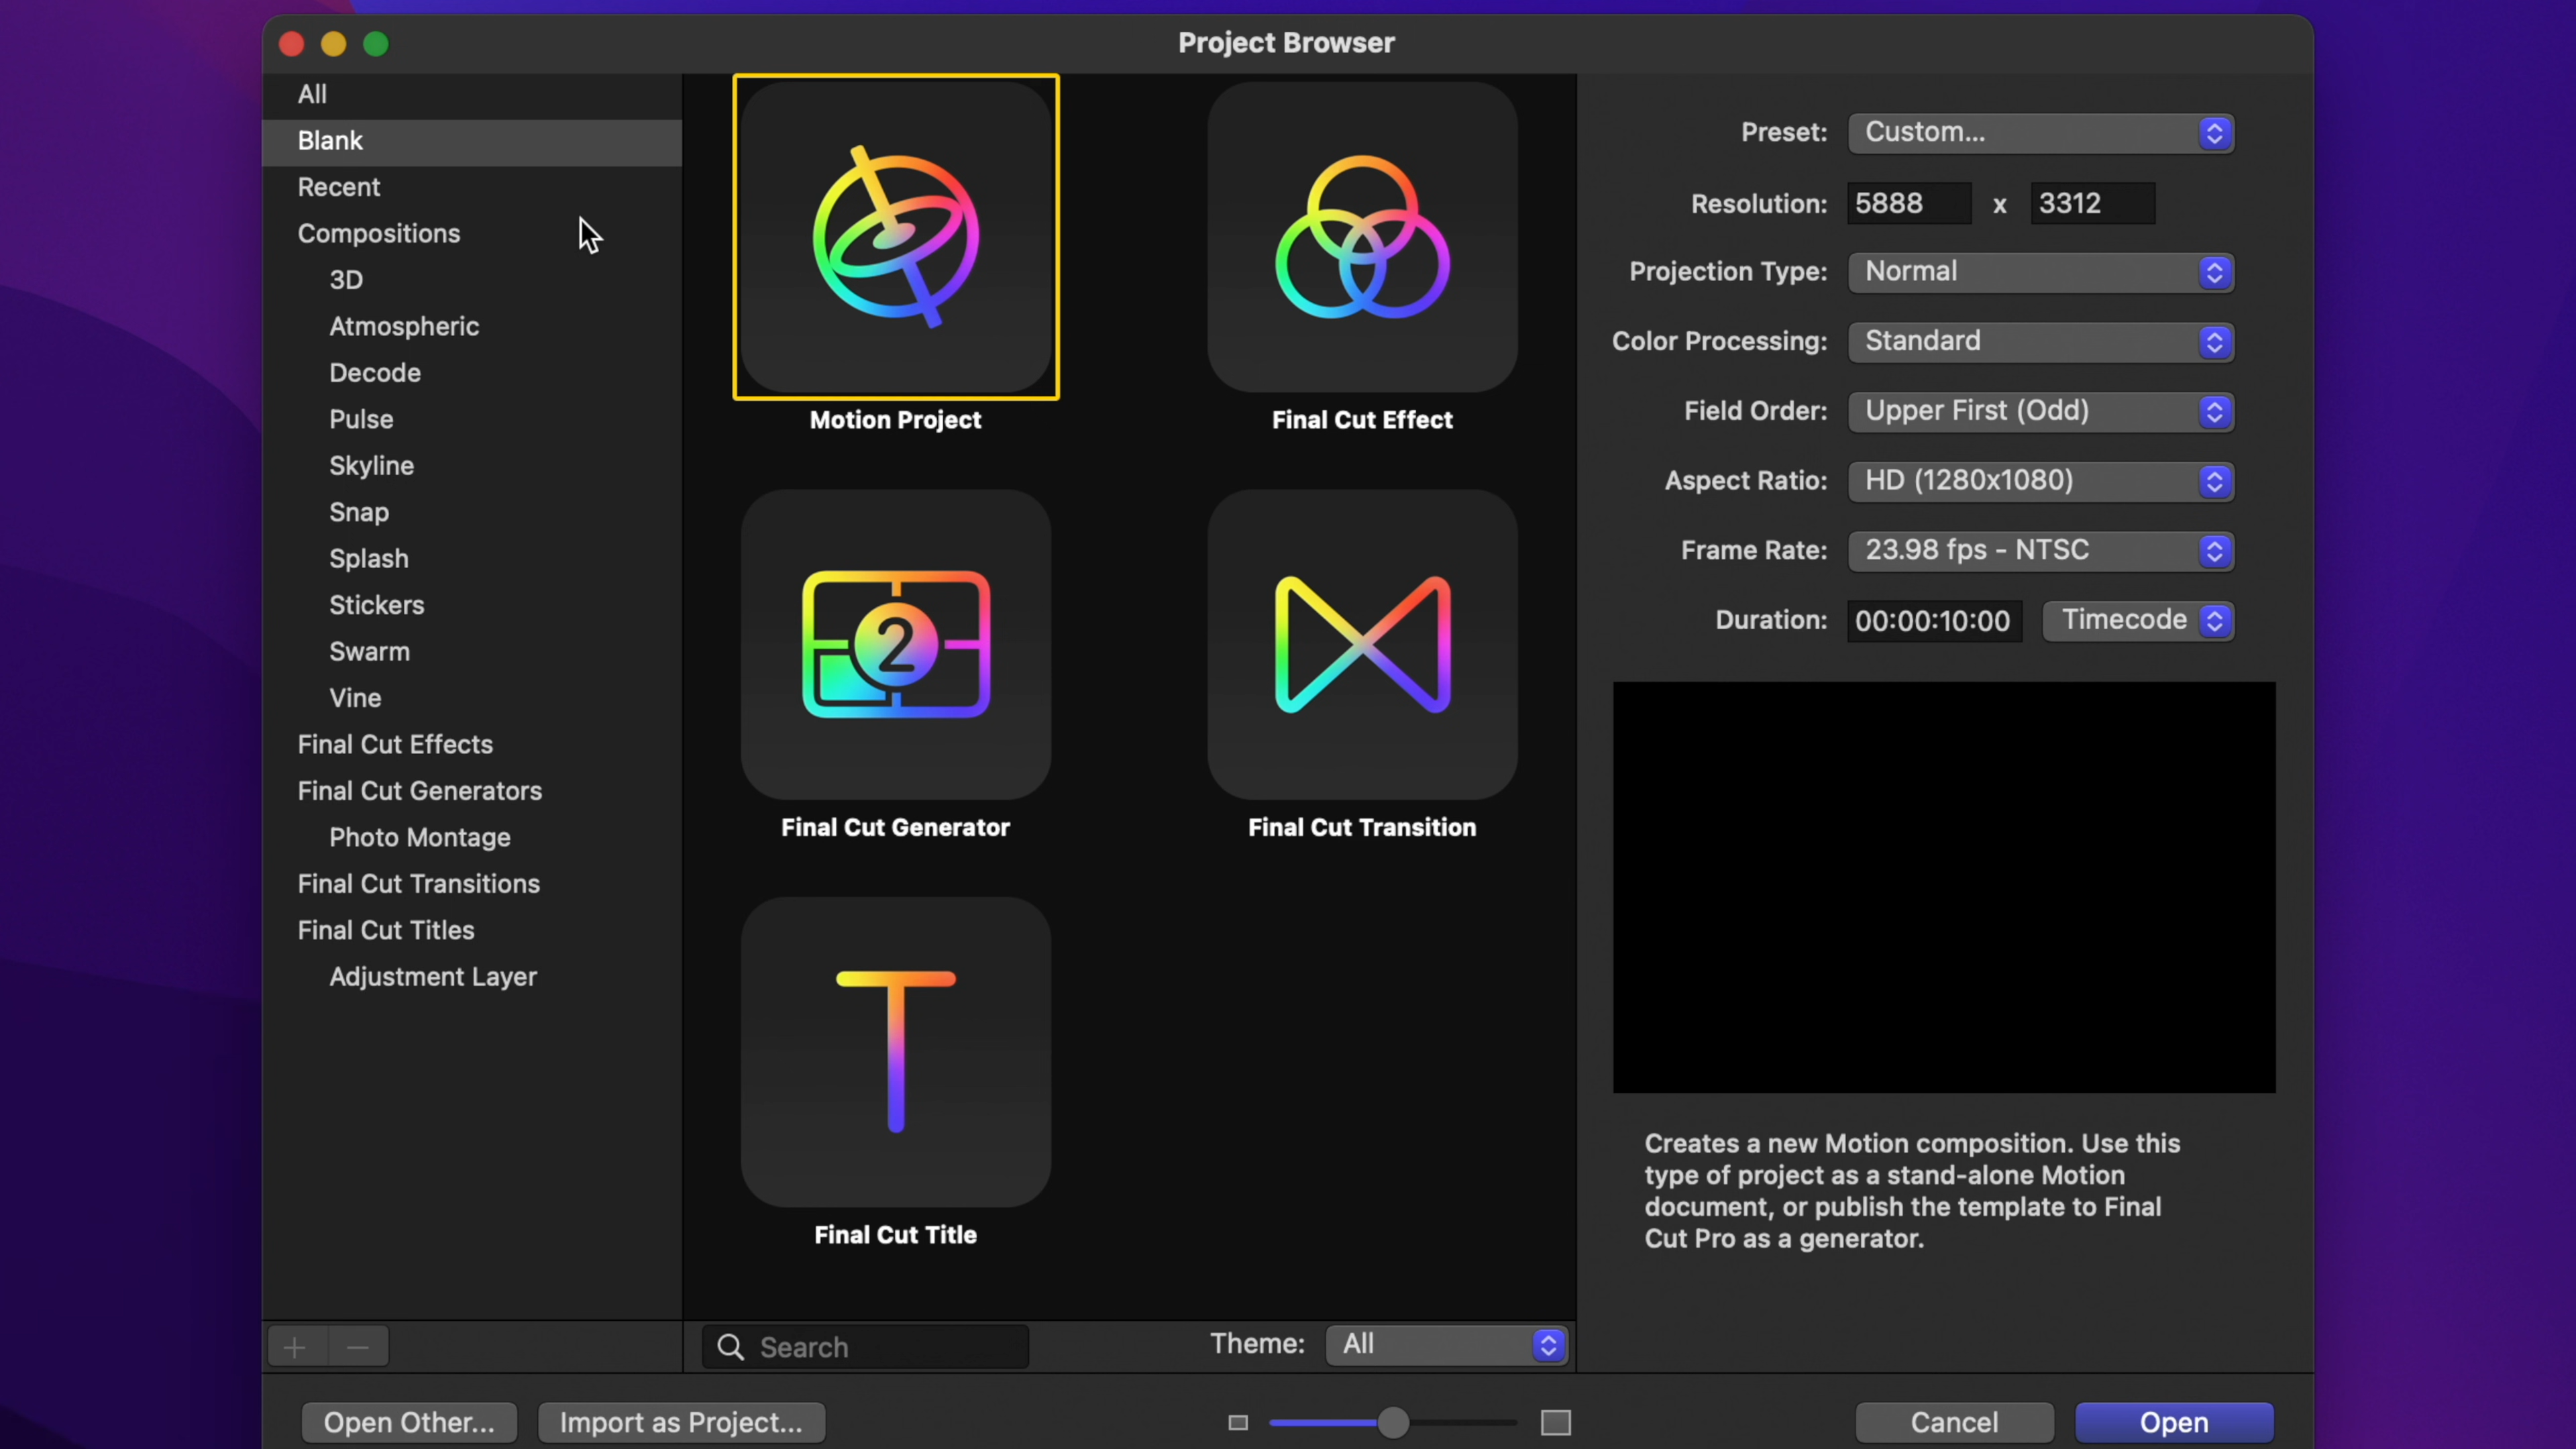 Project Browser
All
Blank
Recent
Compositions
3D
Atmospheric
Decode
Pulse
Skyline
Snap
Splash
Stickers
Swarm
Vine
Final Cut Effects
Final Cut Generators
Photo Montage
Final Cut Transitions
Final Cut Titles
Adjustment Layer
Motion Project
Final Cut Effect
2
Final Cut Generator
Final Cut Transition
T
Final Cut Title
Preset: Custom...
Resolution: 5888 x 3312
Projection Type: Normal
Color Processing: Standard
Field Order: Upper First (Odd)
Aspect Ratio: HD (1280x1080)
Frame Rate: 23.98 fps - NTSC
Duration: 00:00:10:00 Timecode
Creates a new Motion composition. Use this
type of project as a stand-alone Motion
document, or publish the template to Final
Cut Pro as a generator.
Search
Theme: All
Open Other...
Import as Project...
Cancel
Open